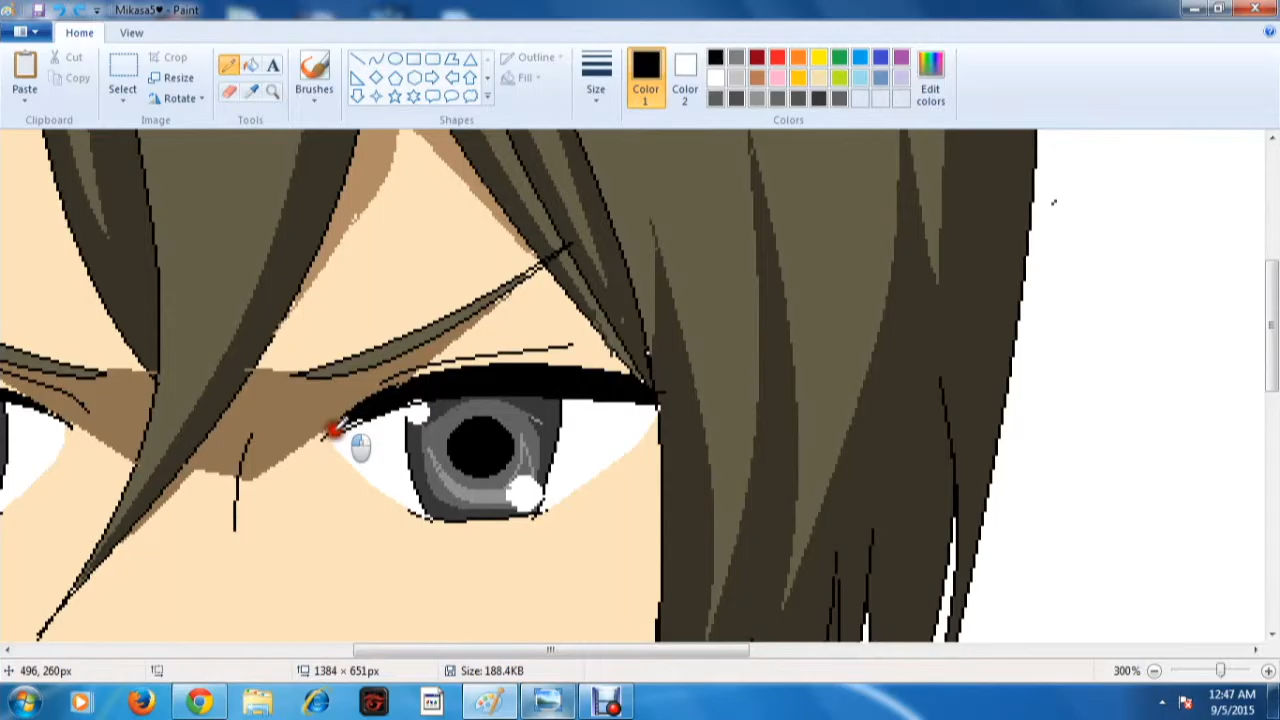 Mikasa5♥ - Paint
Home View
Paste
Cut
Copy
Clipboard
Select
Crop
Resize
Rotate
Image
A
Tools
Brushes
Outline
Fill
Shapes
Size
Color 1
Color 2
Edit colors
Colors
496, 260px
1384 × 651px
Size: 188.4KB
300%
12:47 AM
9/5/2015